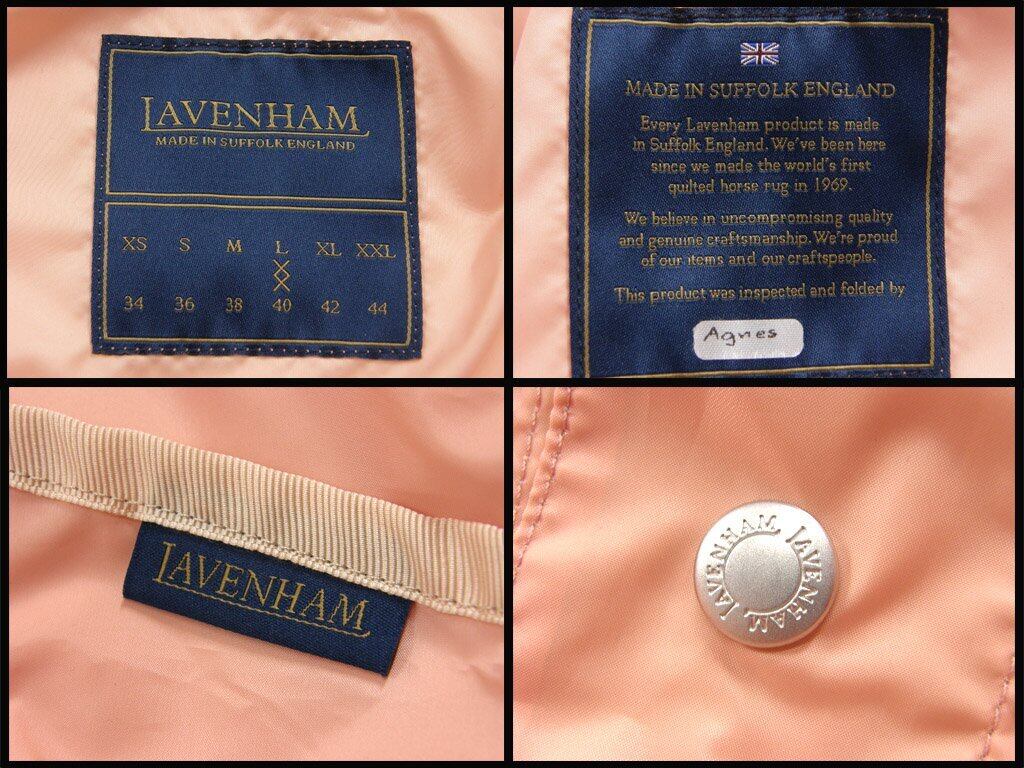 LAVENHAM
MADE IN SUFFOLK ENGLAND
XS S M L XL XXL
34 36 38 40 42 44
MADE IN SUFFOLK ENGLAND
Every Lavenham product is made
in Suffolk England. We've been here
since we made the world's first
quilted horse rug in 1969.
We believe in uncompromising quality
and genuine craftsmanship. We're proud
of our items and our craftspeople.
This product was inspected and folded by
Agnes
LAVENHAM
LAVENHAM LAVENHAM LAVENHAM